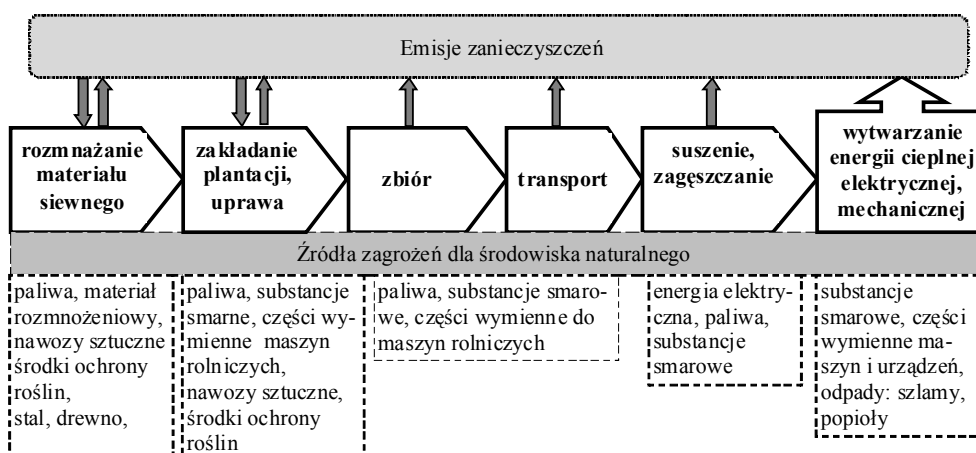 Emisje zanieczyszczeń
rozmnażanie
materiału
siewnego
zakładanie
plantacji,
uprawa
zbiór
transport
suszenie,
zagęszczanie
wytwarzanie
energii cieplnej
elektrycznej,
mechanicznej
Źródła zagrożeń dla środowiska naturalnego
paliwa, materiał
rozmnożeniowy,
nawozy sztuczne
środki ochrony
roślin,
stal, drewno,
paliwa, substancje
smarne, części wy-
mienne maszyn
rolniczych,
nawozy sztuczne,
środki ochrony
roślin
paliwa, substancje smaro-
we, części wymienne do
maszyn rolniczych
energia elektry-
czna, paliwa,
substancje
smarowe
substancje
smarowe, części
wymienne ma-
szyn i urządzeń,
odpady: szlamy,
popioły